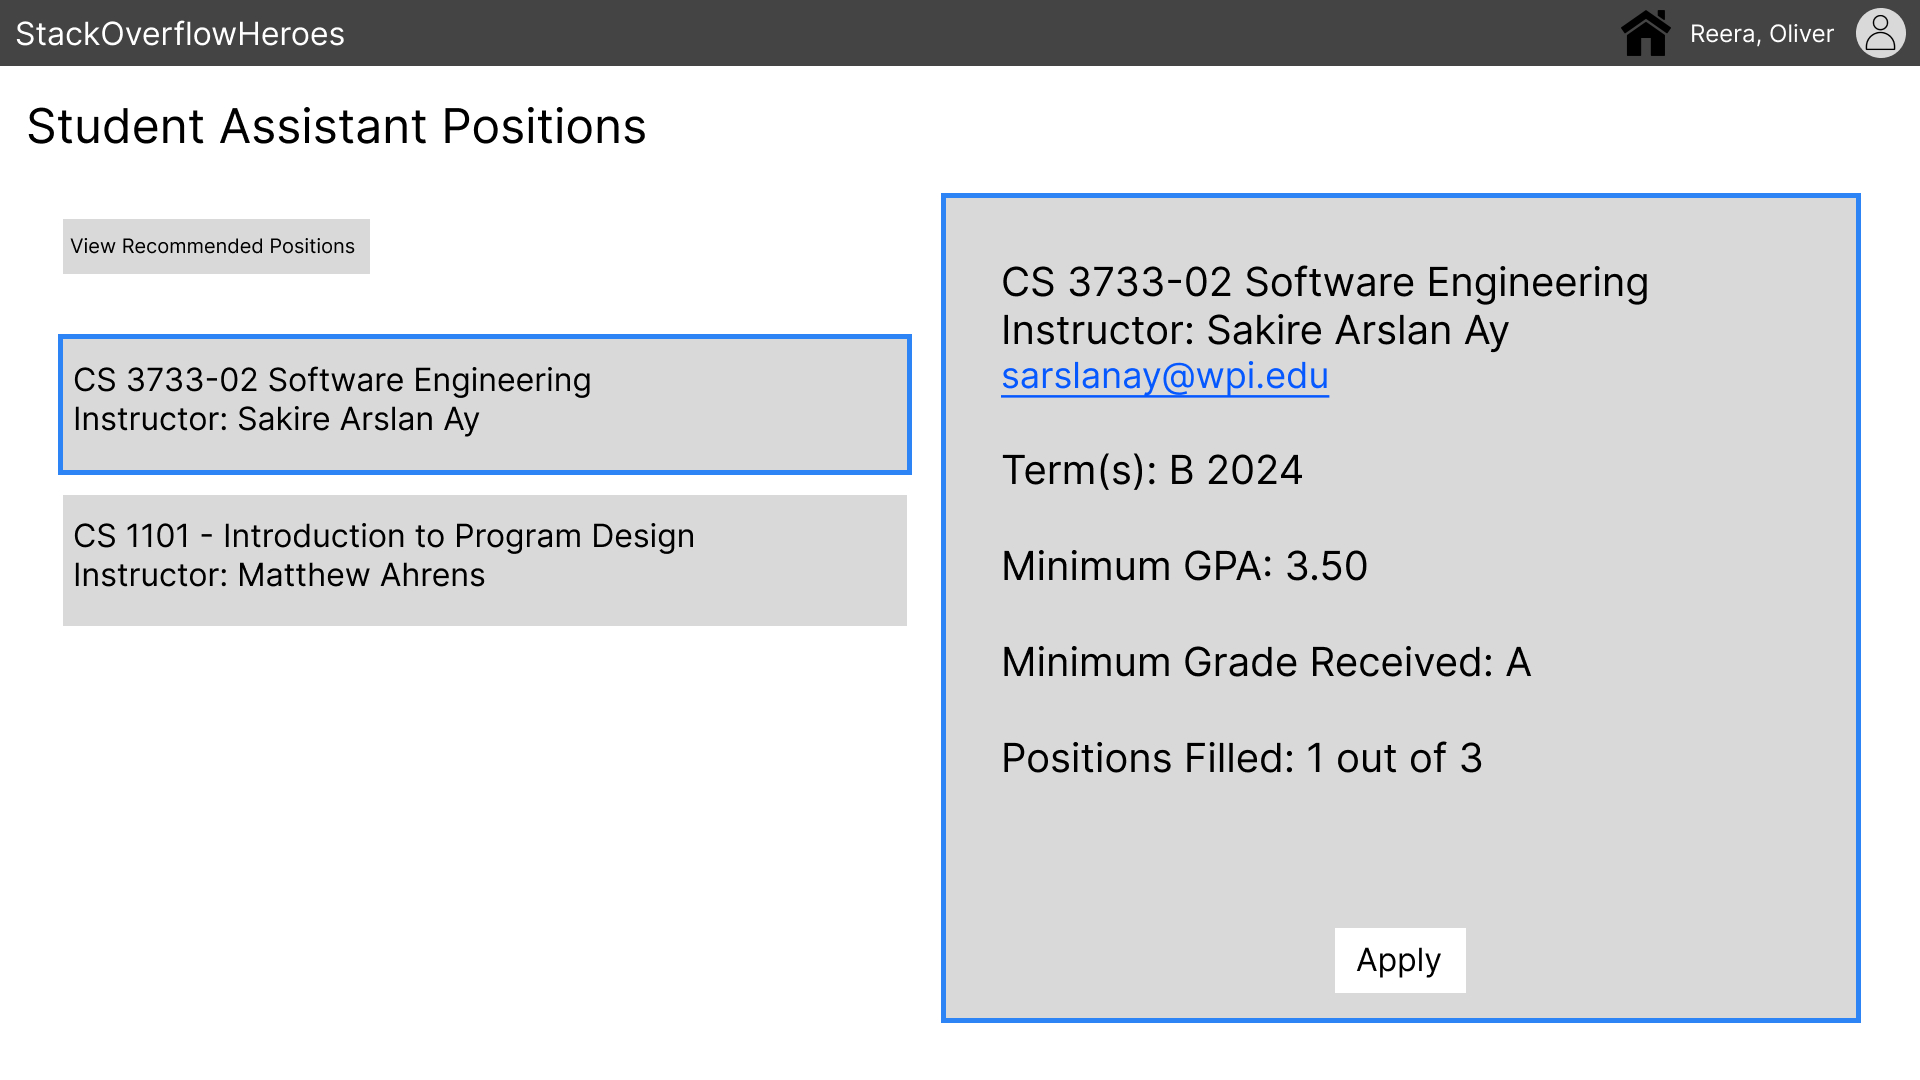 StackOverflowHeroes
Reera, Oliver
Student Assistant Positions
View Recommended Positions
CS 3733-02 Software Engineering
Instructor: Sakire Arslan Ay
CS 1101 - Introduction to Program Design
Instructor: Matthew Ahrens
CS 3733-02 Software Engineering
Instructor: Sakire Arslan Ay
sarslanay@wpi.edu
Term(s): B 2024
Minimum GPA: 3.50
Minimum Grade Received: A
Positions Filled: 1 out of 3
Apply